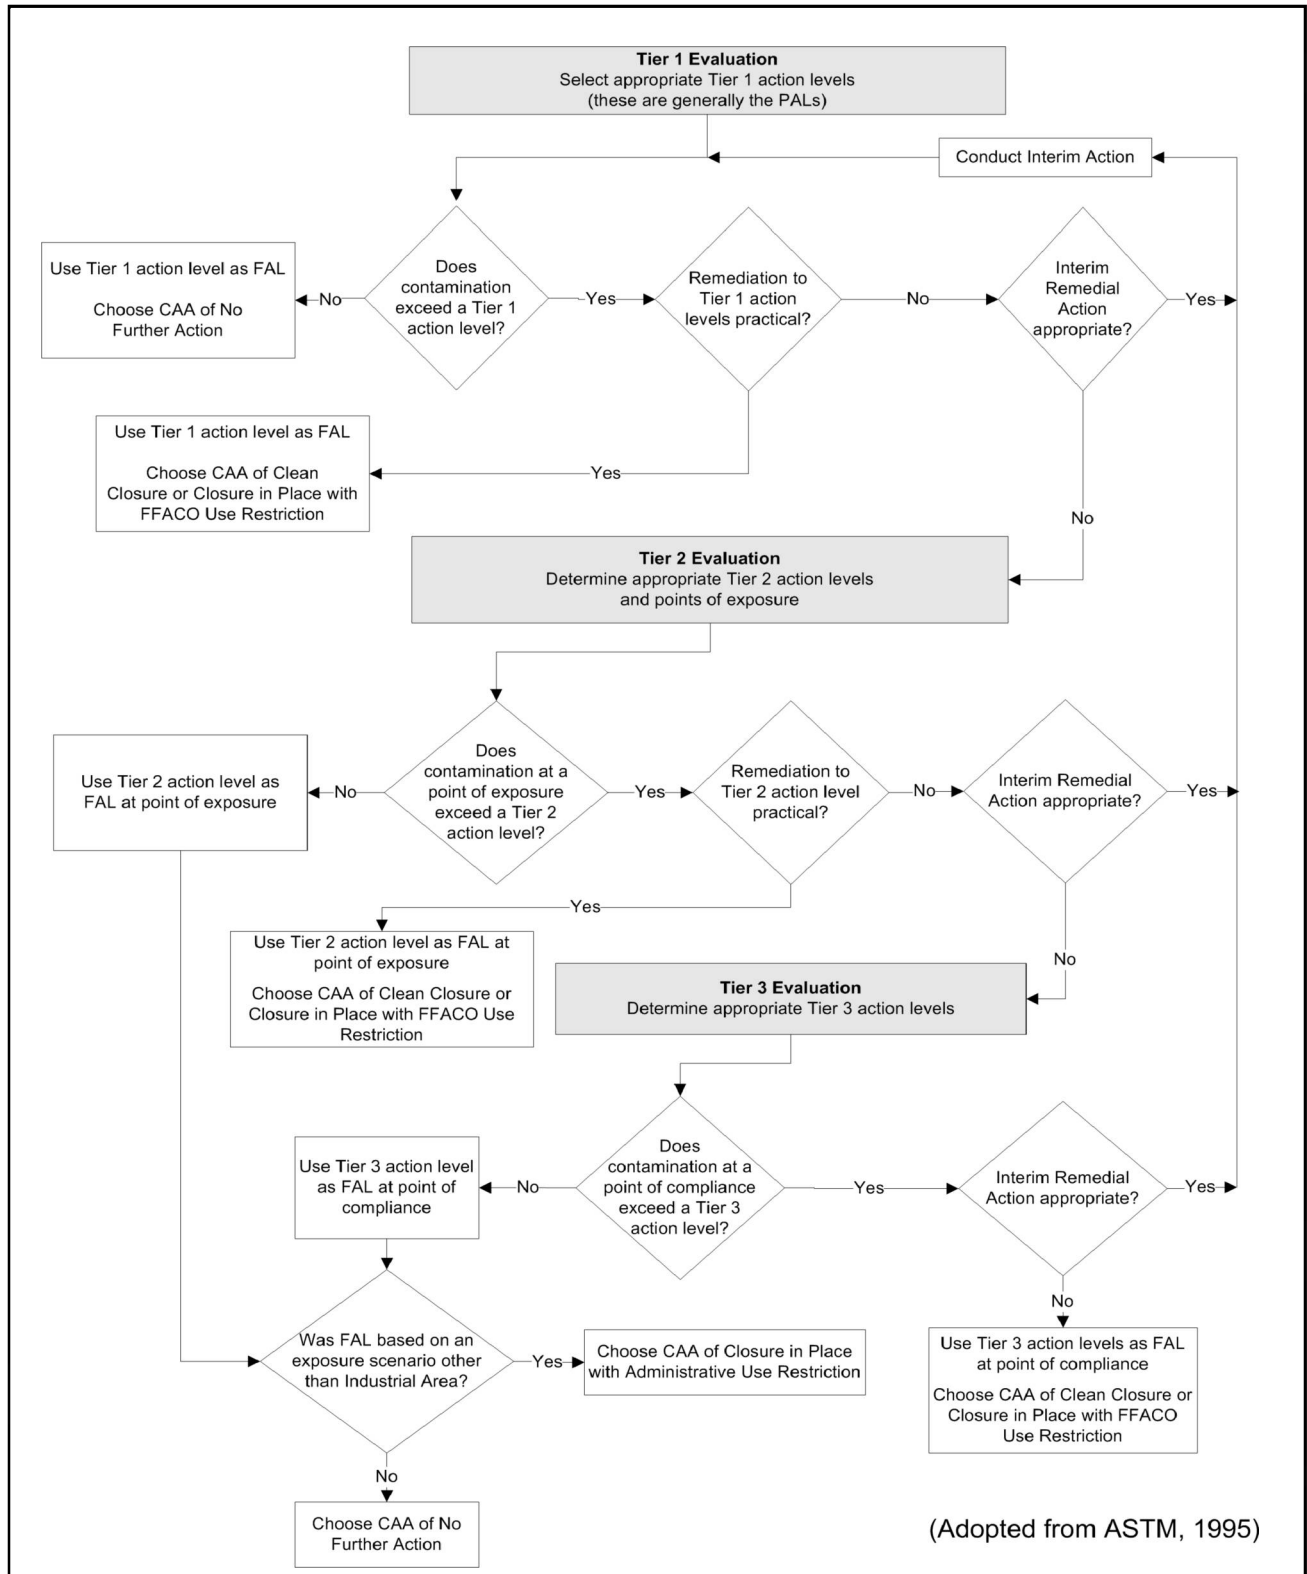 Tier 1 Evaluation
Select appropriate Tier 1 action levels
(these are generally the PALs)
Conduct Interim Action
Use Tier 1 action level as FAL
Choose CAA of No
Further Action
No
Does
contamination
exceed a Tier 1
action level?
Yes
Remediation to
Tier 1 action
levels practical?
No
Interim
Remedial
Action
appropriate?
Yes
Use Tier 1 action level as FAL
Choose CAA of Clean
Closure or Closure in Place with
FFACO Use Restriction
Yes
No
Tier 2 Evaluation
Determine appropriate Tier 2 action levels
and points of exposure
Use Tier 2 action level as
FAL at point of exposure
No
Does
contamination at a
point of exposure
exceed a Tier 2
action level?
Yes
Remediation to
Tier 2 action level
practical?
No
Interim Remedial
Action appropriate?
Yes
Yes
Use Tier 2 action level as FAL at
point of exposure
Choose CAA of Clean Closure or
Closure in Place with FFACO Use
Restriction
No
Tier 3 Evaluation
Determine appropriate Tier 3 action levels
Use Tier 3 action level
as FAL at point of
compliance
No
Does
contamination at a
point of compliance
exceed a Tier 3
action level?
Yes
Interim Remedial
Action appropriate?
Yes
No
Was FAL based on an
exposure scenario other
than Industrial Area?
Yes
Choose CAA of Closure in Place
with Administrative Use Restriction
Use Tier 3 action levels as FAL
at point of compliance
Choose CAA of Clean Closure or
Closure in Place with FFACO
Use Restriction
No
Choose CAA of No
Further Action
(Adopted from ASTM, 1995)